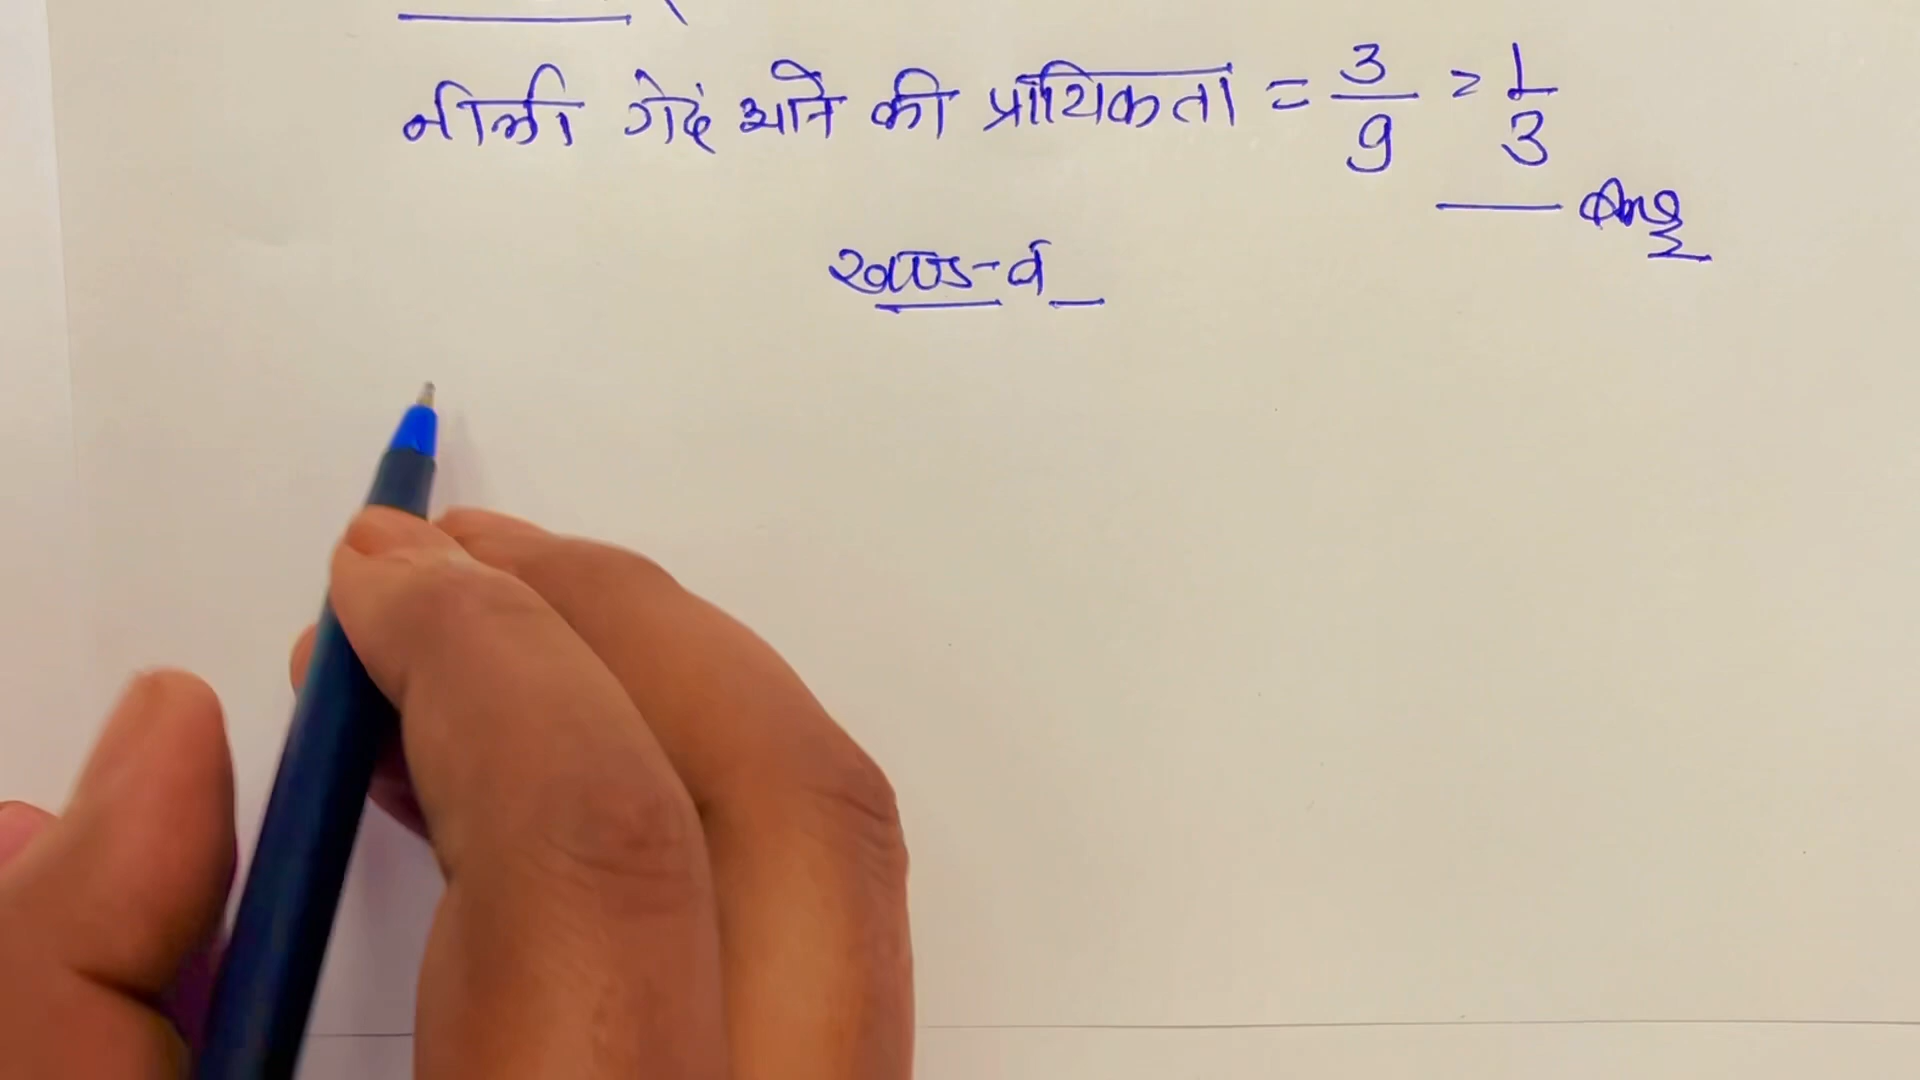 नीली गेदं आने की प्रायिकता = 3/9 = 1/3
Ans
खण्ड-व